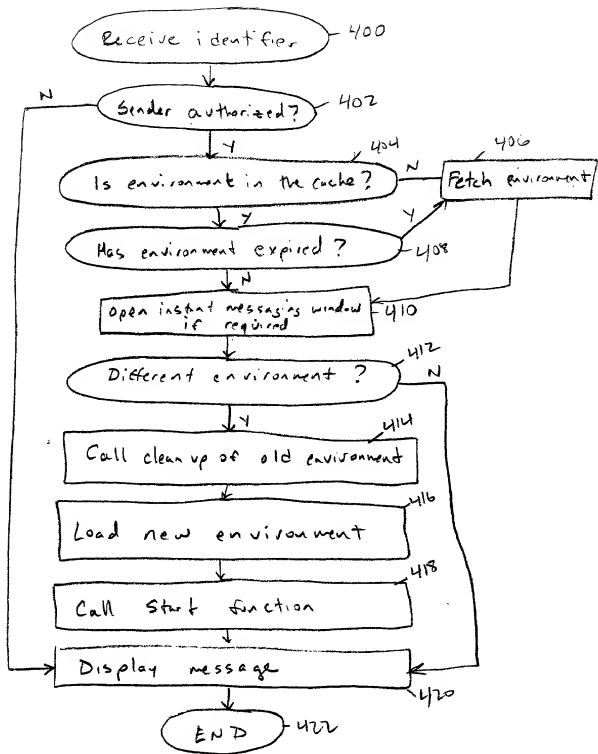 Receive identifier
400
N
Sender authorized?
402
Y
404
406
Is environment in the cache?
N
Fetch environment
Y
Y
Has environment expired?
408
N
Open instant messaging window
if required
410
412
Different environment?
N
Y
414
Call cleanup of old environment
416
Load new environment
418
Call Start function
Display message
420
END
422